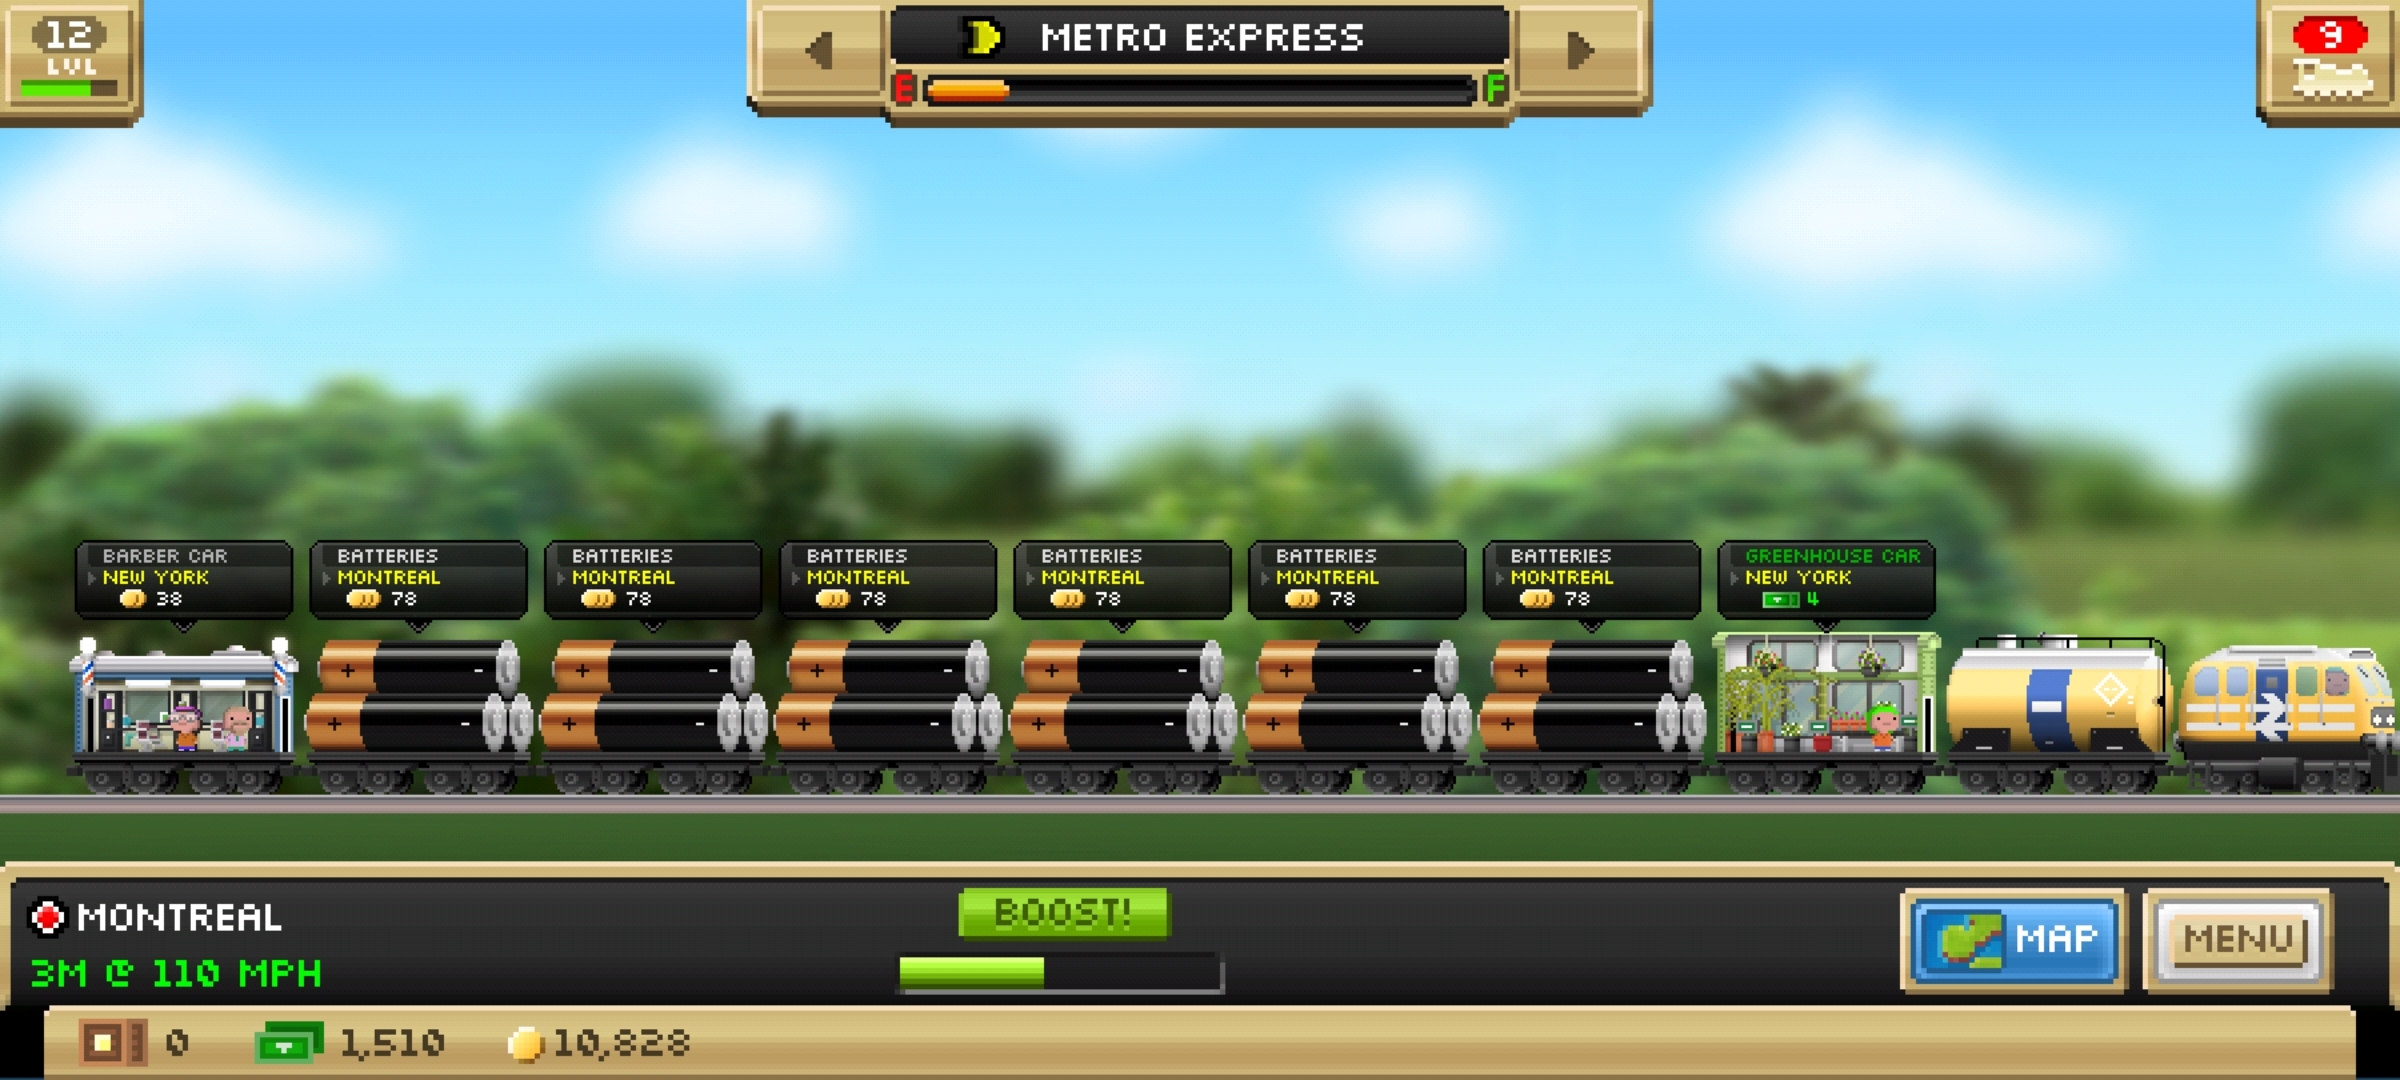 12
LVL
METRO EXPRESS
E
F
9
BARBER CAR
NEW YORK
38
BATTERIES
MONTREAL
78
BATTERIES
MONTREAL
78
BATTERIES
MONTREAL
78
BATTERIES
MONTREAL
78
BATTERIES
MONTREAL
78
BATTERIES
MONTREAL
78
GREENHOUSE CAR
NEW YORK
4
MONTREAL
3M @ 110 MPH
BOOST!
MAP
MENU
0
1,510
10,828